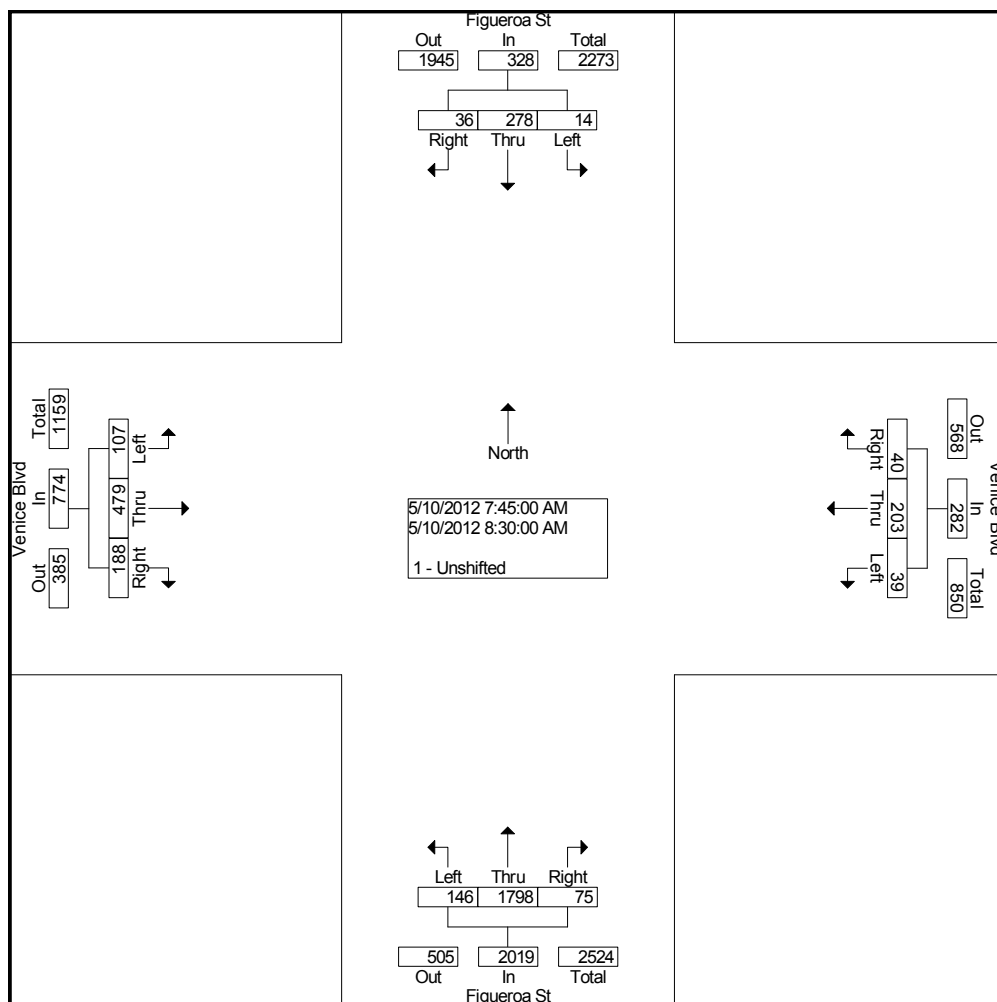 Figueroa St
Out In Total
1945 328 2273
36 278 14
Right Thru Left
Venice Blvd
Total In Out
1159 774 385
107 479 188
Left Thru Right
North
5/10/2012 7:45:00 AM
5/10/2012 8:30:00 AM
1 - Unshifted
Right Thru Left
40 203 39
568 282 850
Out In Total
Venice Blvd
Left Thru Right
146 1798 75
505 2019 2524
Out In Total
Figueroa St